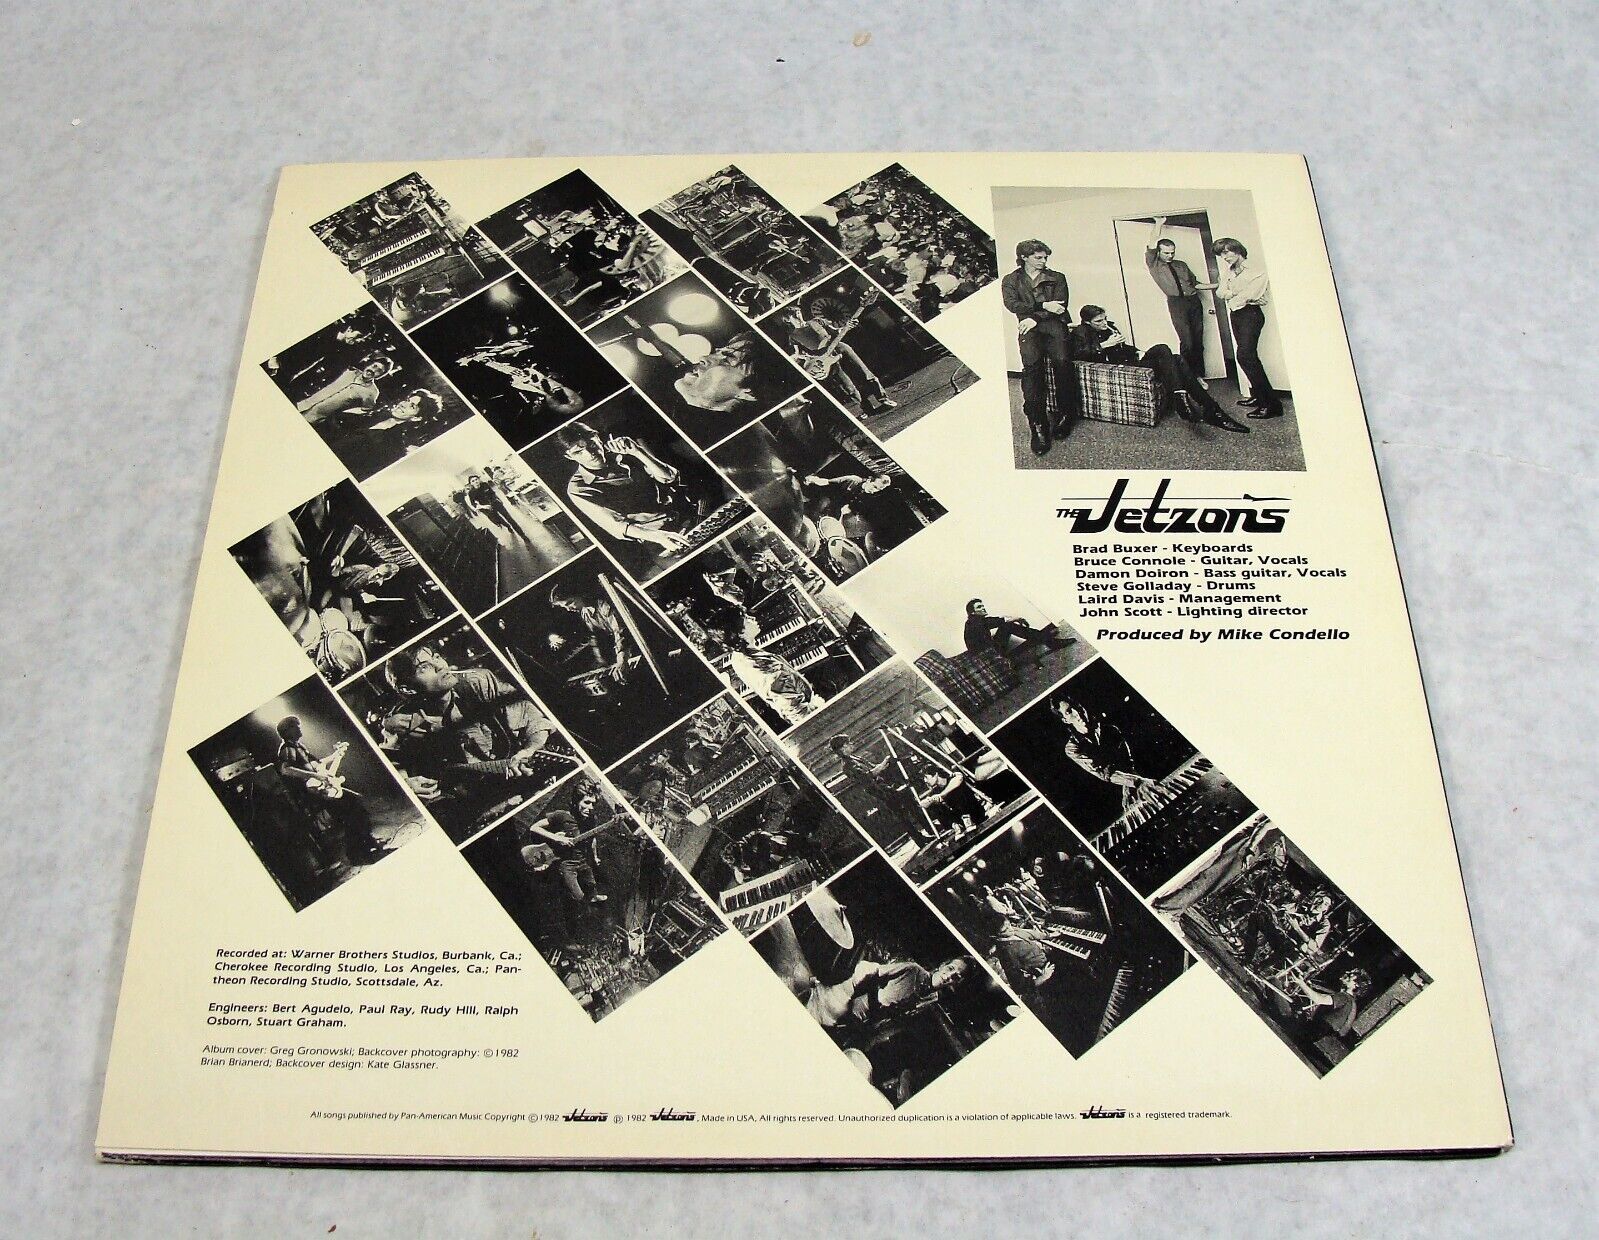 THE Jetzons
Brad Buxer - Keyboards
Bruce Connole - Guitar, Vocals
Damon Doiron - Bass guitar, Vocals
Steve Golladay - Drums
Laird Davis - Management
John Scott - Lighting director
Produced by Mike Condello
Recorded at: Warner Brothers Studios, Burbank, Ca.;
Cherokee Recording Studio, Los Angeles, Ca.; Pan-
theon Recording Studio, Scottsdale, Az.
Engineers: Bert Agudelo, Paul Ray, Rudy Hill, Ralph
Osborn, Stuart Graham.
Album cover: Greg Gronowski; Backcover photography: ©1982
Brian Brianerd; Backcover design: Kate Glassner.
All songs published by Pan-American Music Copyright ©1982 THE Jetzons ℗ 1982 THE Jetzons, Made in USA, All rights reserved. Unauthorized duplication is a violation of applicable laws. THE Jetzons is a registered trademark.